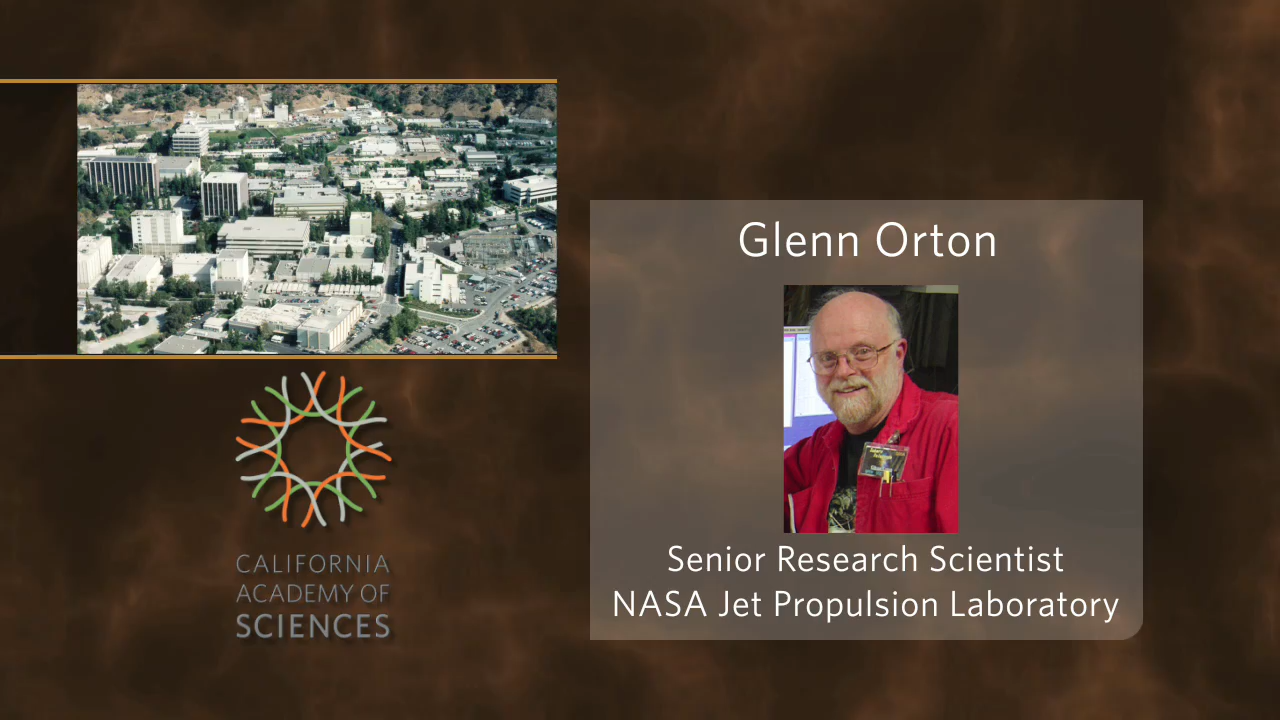 Glenn Orton
Senior Research Scientist
NASA Jet Propulsion Laboratory
CALIFORNIA
ACADEMY OF
SCIENCES